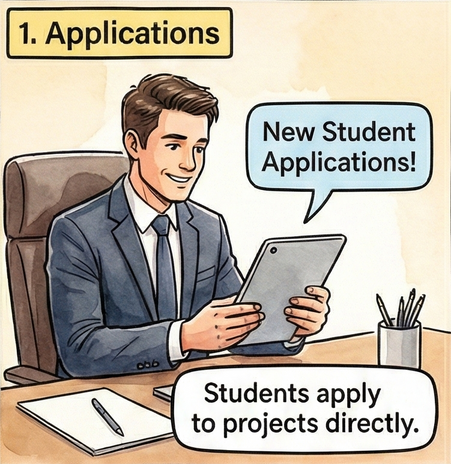 1. Applications
New Student
Applications!
Students apply
to projects directly.